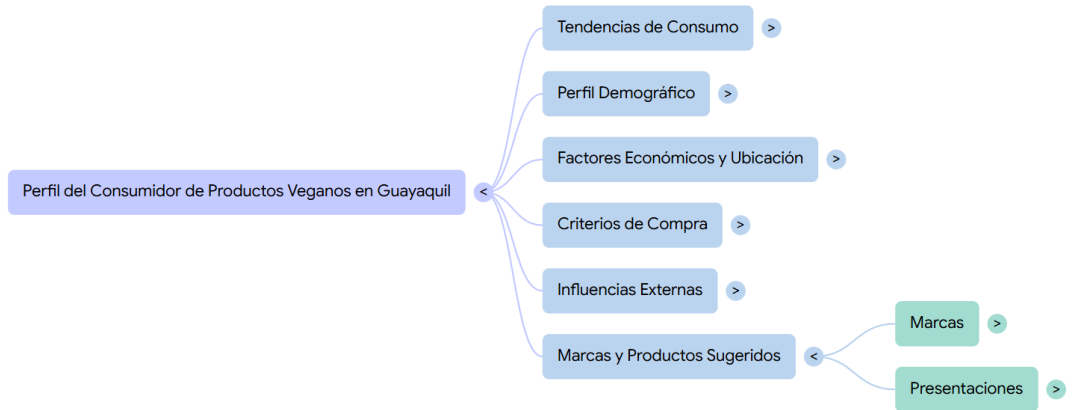 Tendencias de Consumo >
Perfil Demográfico >
Factores Económicos y Ubicación >
Perfil del Consumidor de Productos Veganos en Guayaquil <
Criterios de Compra >
Influencias Externas >
Marcas >
Marcas y Productos Sugeridos <
Presentaciones >